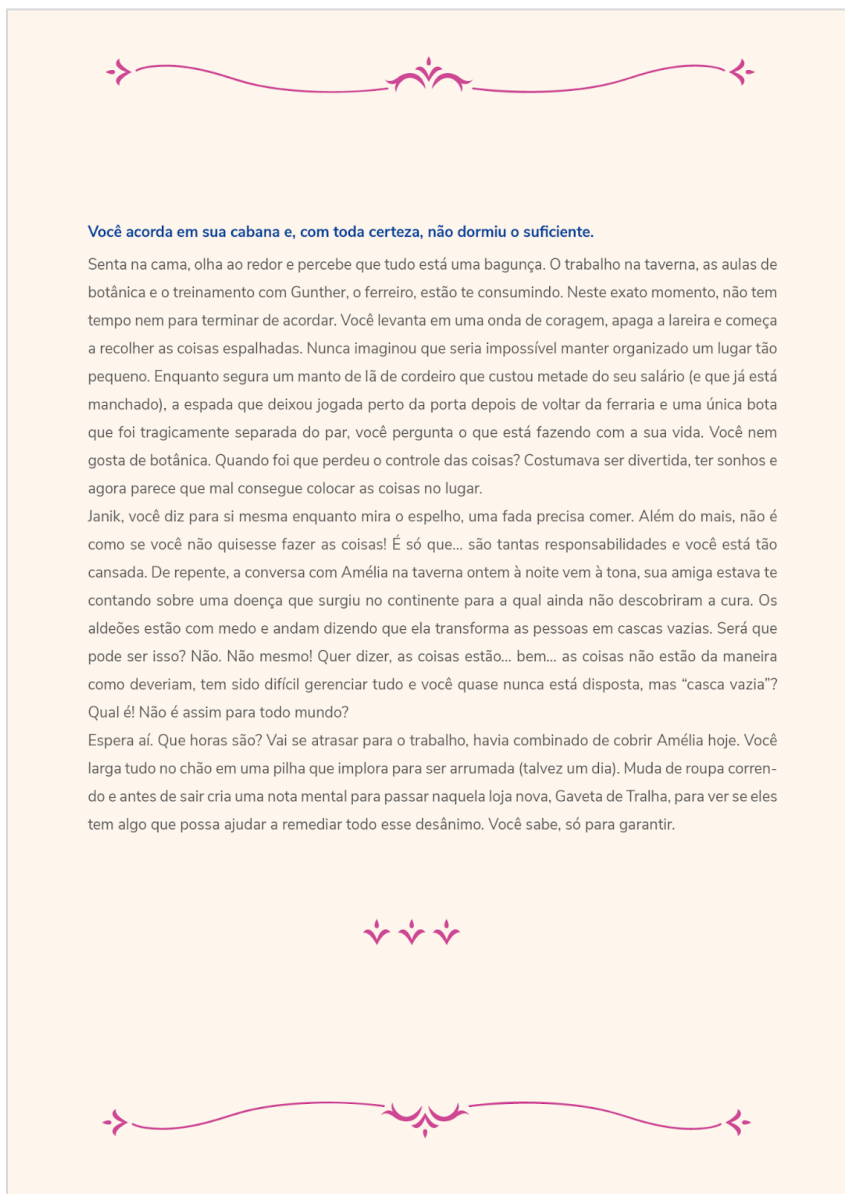 Você acorda em sua cabana e, com toda certeza, não dormiu o suficiente.
Senta na cama, olha ao redor e percebe que tudo está uma bagunça. O trabalho na taverna, as aulas de
botânica e o treinamento com Gunther, o ferreiro, estão te consumindo. Neste exato momento, não tem
tempo nem para terminar de acordar. Você levanta em uma onda de coragem, apaga a lareira e começa
a recolher as coisas espalhadas. Nunca imaginou que seria impossível manter organizado um lugar tão
pequeno. Enquanto segura um manto de lã de cordeiro que custou metade do seu salário (e que já está
manchado), a espada que deixou jogada perto da porta depois de voltar da ferraria e uma única bota
que foi tragicamente separada do par, você pergunta o que está fazendo com a sua vida. Você nem
gosta de botânica. Quando foi que perdeu o controle das coisas? Costumava ser divertida, ter sonhos e
agora parece que mal consegue colocar as coisas no lugar.
Janik, você diz para si mesma enquanto mira o espelho, uma fada precisa comer. Além do mais, não é
como se você não quisesse fazer as coisas! É só que... são tantas responsabilidades e você está tão
cansada. De repente, a conversa com Amélia na taverna ontem à noite vem à tona, sua amiga estava te
contando sobre uma doença que surgiu no continente para a qual ainda não descobriram a cura. Os
aldeões estão com medo e andam dizendo que ela transforma as pessoas em cascas vazias. Será que
pode ser isso? Não. Não mesmo! Quer dizer, as coisas estão... bem... as coisas não estão da maneira
como deveriam, tem sido difícil gerenciar tudo e você quase nunca está disposta, mas “casca vazia”?
Qual é! Não é assim para todo mundo?
Espera aí. Que horas são? Vai se atrasar para o trabalho, havia combinado de cobrir Amélia hoje. Você
larga tudo no chão em uma pilha que implora para ser arrumada (talvez um dia). Muda de roupa corren-
do e antes de sair cria uma nota mental para passar naquela loja nova, Gaveta de Tralha, para ver se eles
tem algo que possa ajudar a remediar todo esse desânimo. Você sabe, só para garantir.